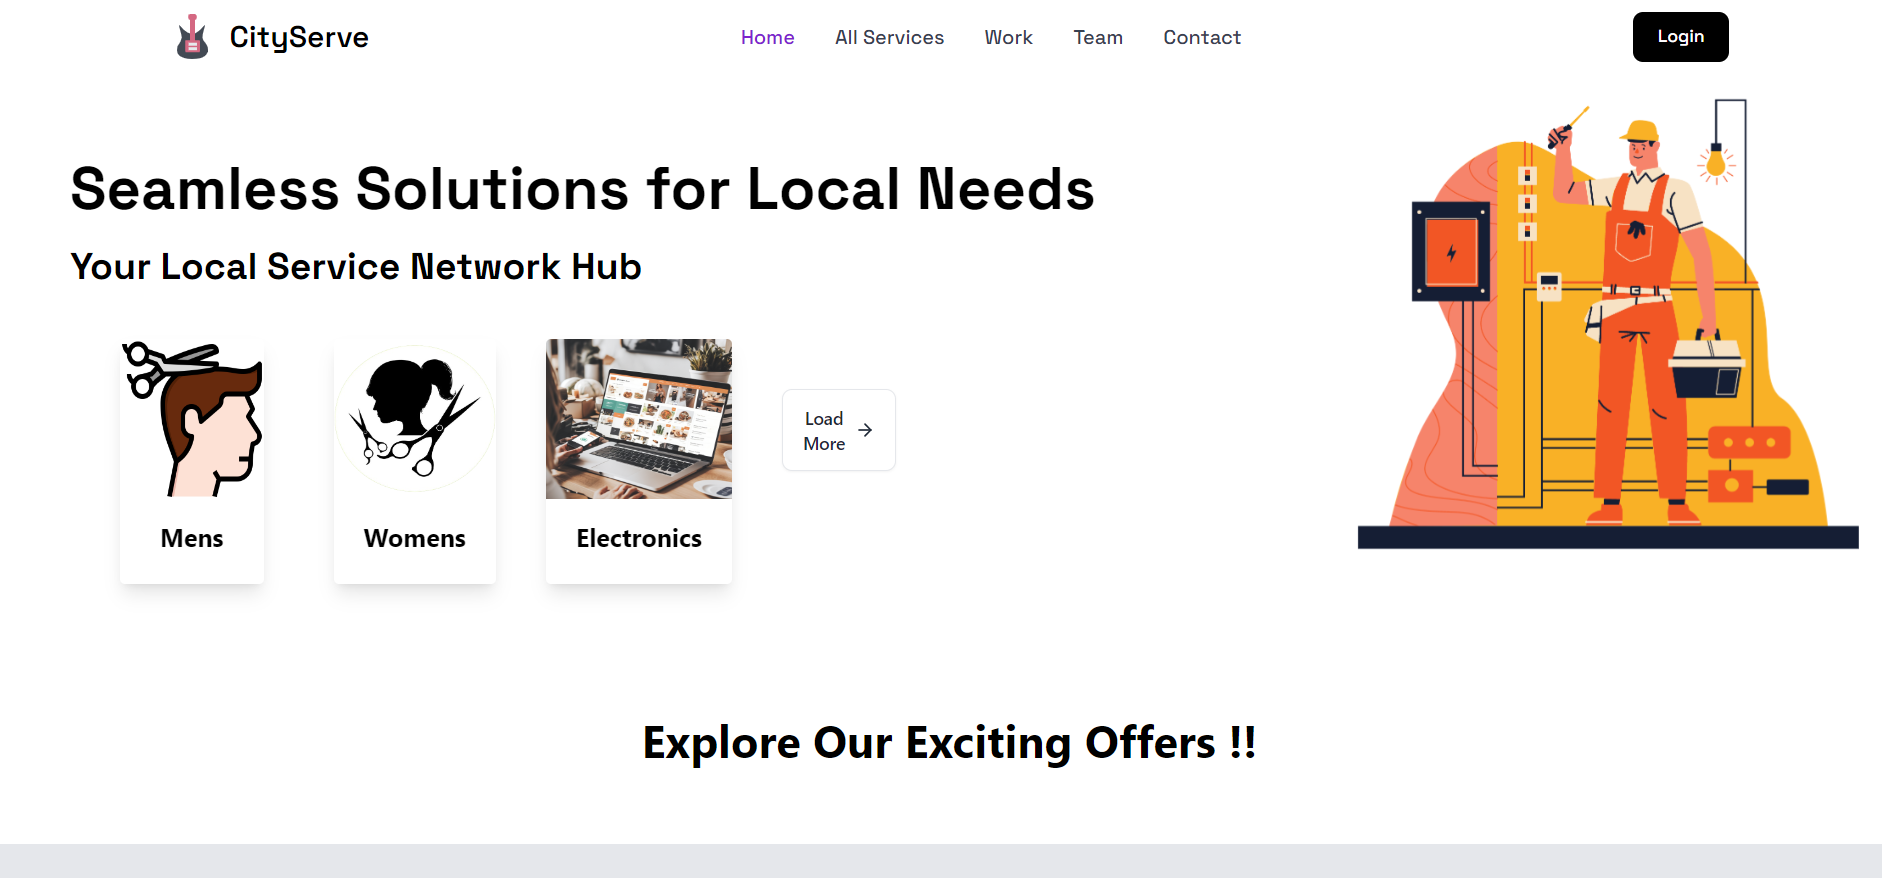 CityServe
Home
All Services
Work
Team
Contact
Login
Seamless Solutions for Local Needs
Your Local Service Network Hub
Mens
Womens
Electronics
Load
More
Explore Our Exciting Offers !!